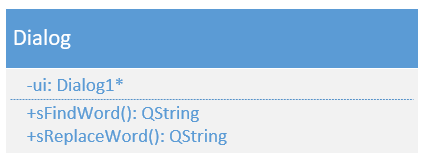 Dialog
-ui: Dialog1*
+sFindWord(): QString
+sReplaceWord(): QString